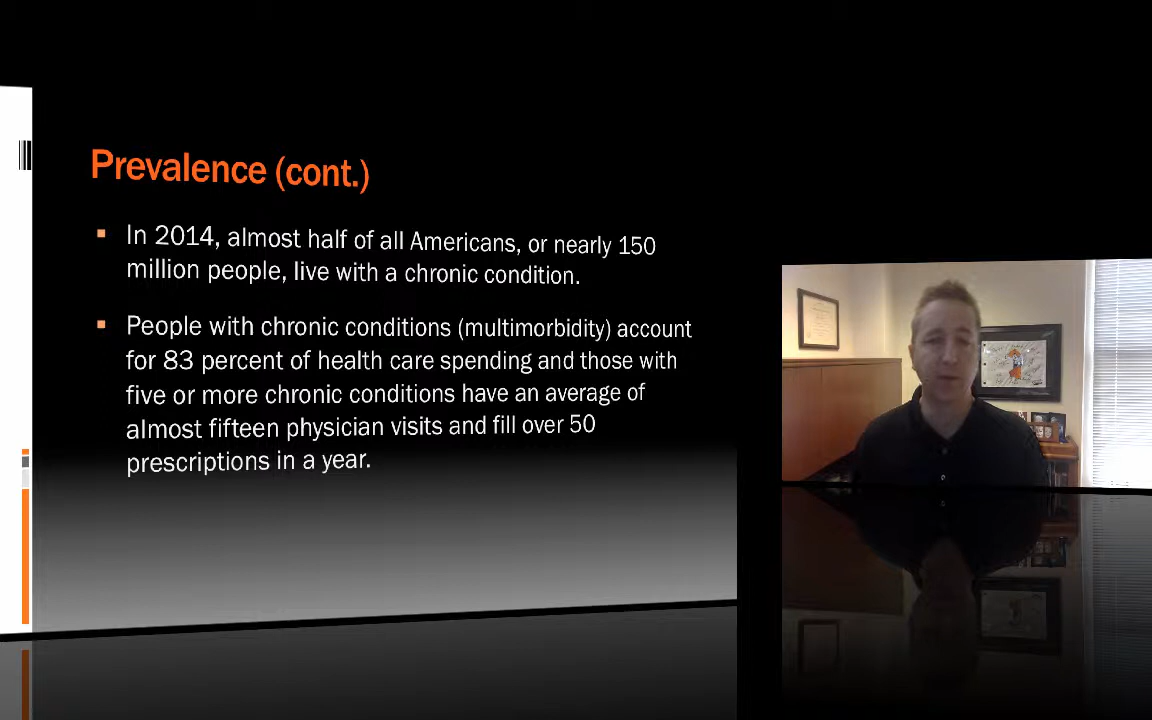 Prevalence (cont.)
In 2014, almost half of all Americans, or nearly 150
million people, live with a chronic condition.
People with chronic conditions (multimorbidity) account
for 83 percent of health care spending and those with
five or more chronic conditions have an average of
almost fifteen physician visits and fill over 50
prescriptions in a year.